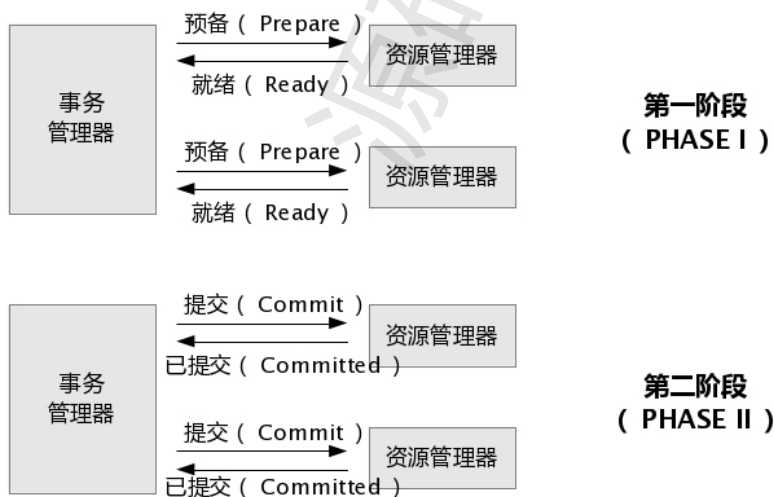 预备（ Prepare ）
资源管理器
就绪（ Ready ）
事务
管理器
第一阶段
（ PHASE I ）
预备（ Prepare ）
资源管理器
就绪（ Ready ）
提交（ Commit ）
资源管理器
已提交（ Committed ）
事务
管理器
第二阶段
（ PHASE II ）
提交（ Commit ）
资源管理器
已提交（ Committed ）